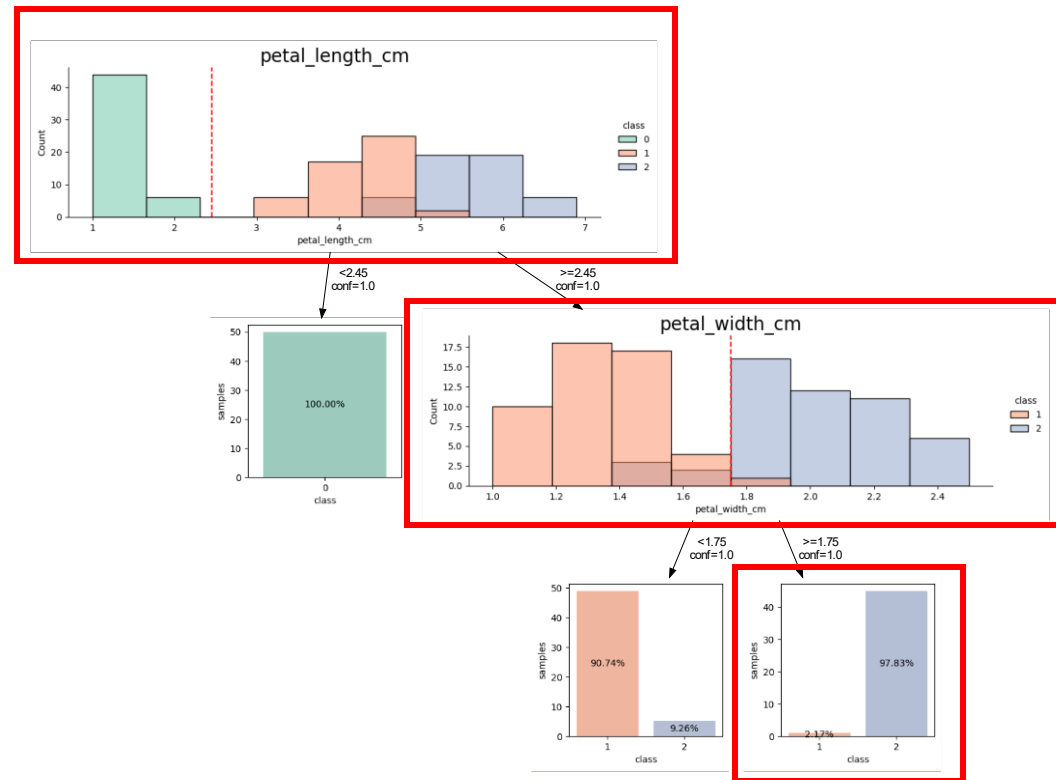 petal_length_cm
40
30
20
10
0
Count
1 2 3 4 5 6 7
petal_length_cm
class
0
1
2
<2.45
conf=1.0
>=2.45
conf=1.0
50
40
30
20
10
0
samples
100.00%
0
class
petal_width_cm
17.5
15.0
12.5
10.0
7.5
5.0
2.5
0.0
Count
1.0 1.2 1.4 1.6 1.8 2.0 2.2 2.4
petal_width_cm
class
1
2
<1.75
conf=1.0
>=1.75
conf=1.0
50
40
30
20
10
0
samples
90.74%
9.26%
1 2
class
40
30
20
10
0
samples
97.83%
2.17%
1 2
class